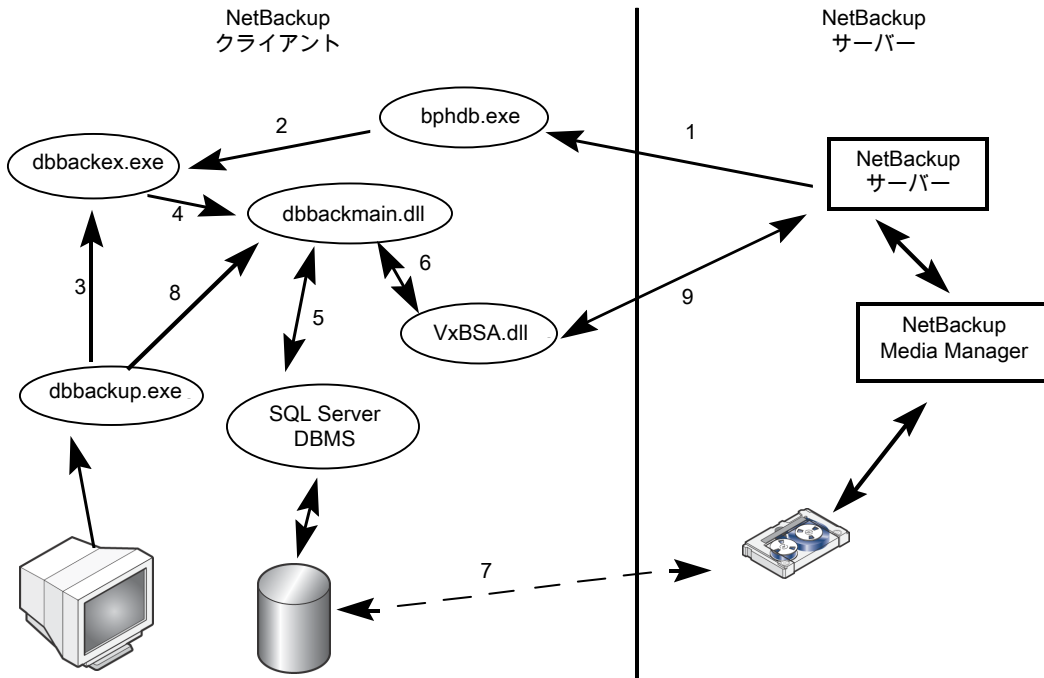 NetBackup
クライアント
NetBackup
サーバー
bphdb.exe
2
1
dbbackex.exe
NetBackup
サーバー
4
dbbackmain.dll
6
3
8
5
9
VxBSA.dll
NetBackup
Media Manager
dbbackup.exe
SQL Server
DBMS
7